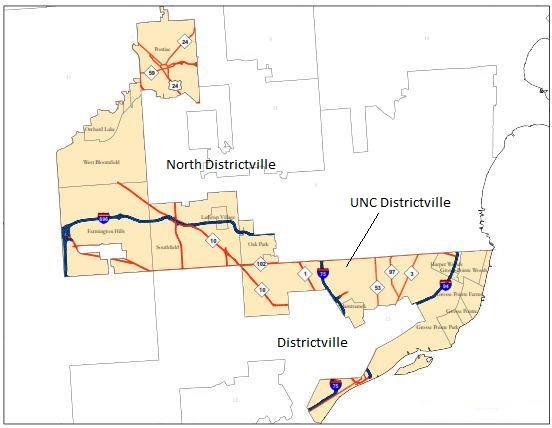 24
Pontiac
59
24
Orchard Lake
West Bloomfield
North Districtville
UNC Districtville
Lathrup Village
696
Farmington Hills
Southfield
10
Oak Park
102
1
75
97
3
Harper Woods
Grosse Pointe Woods
53
94
Grosse Pointe Farms
10
Hamtramck
13
Grosse Pointe
Grosse Pointe Park
Districtville
75
12